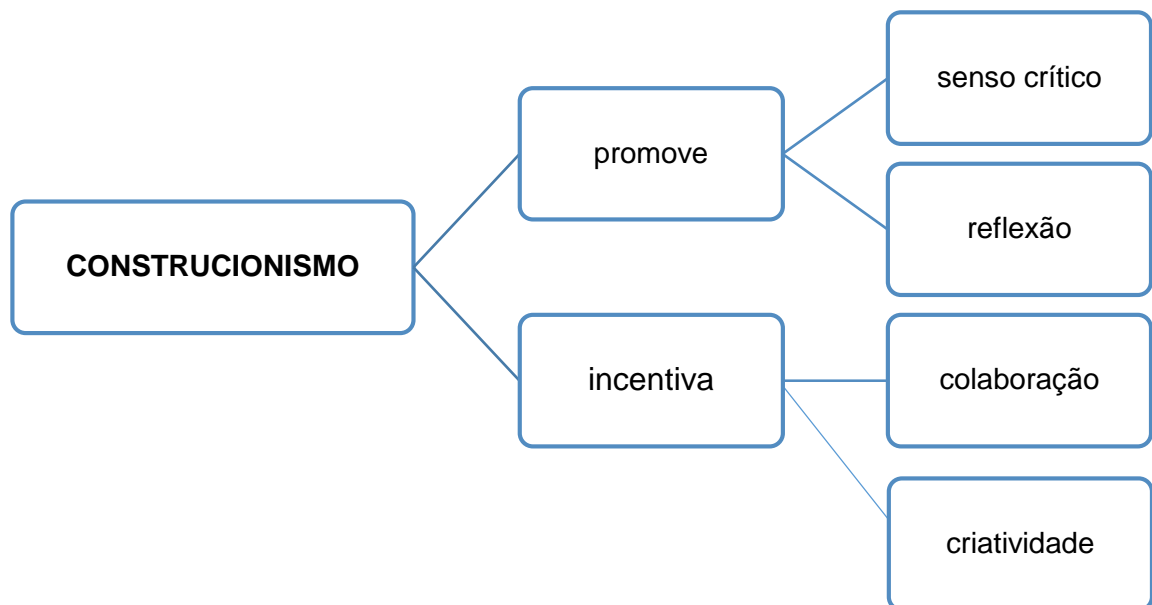 CONSTRUCIONISMO
promove
senso crítico
reflexão
incentiva
colaboração
criatividade